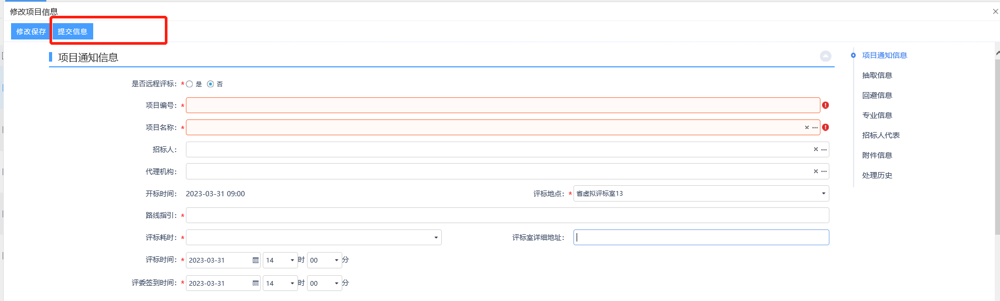 修改项目信息
修改保存 提交信息
项目通知信息
是否远程评标: * 是 否
项目编号: *
项目名称: *
招标人:
代理机构:
开标时间: 2023-03-31 09:00 评标地点: * 省虚拟评标室13
路线指引: *
评标耗时: * 评标室详细地址:
评标时间: * 2023-03-31 14 时 00 分
评委签到时间: * 2023-03-31 14 时 00 分
项目通知信息
抽取信息
回避信息
专业信息
招标人代表
附件信息
处理历史